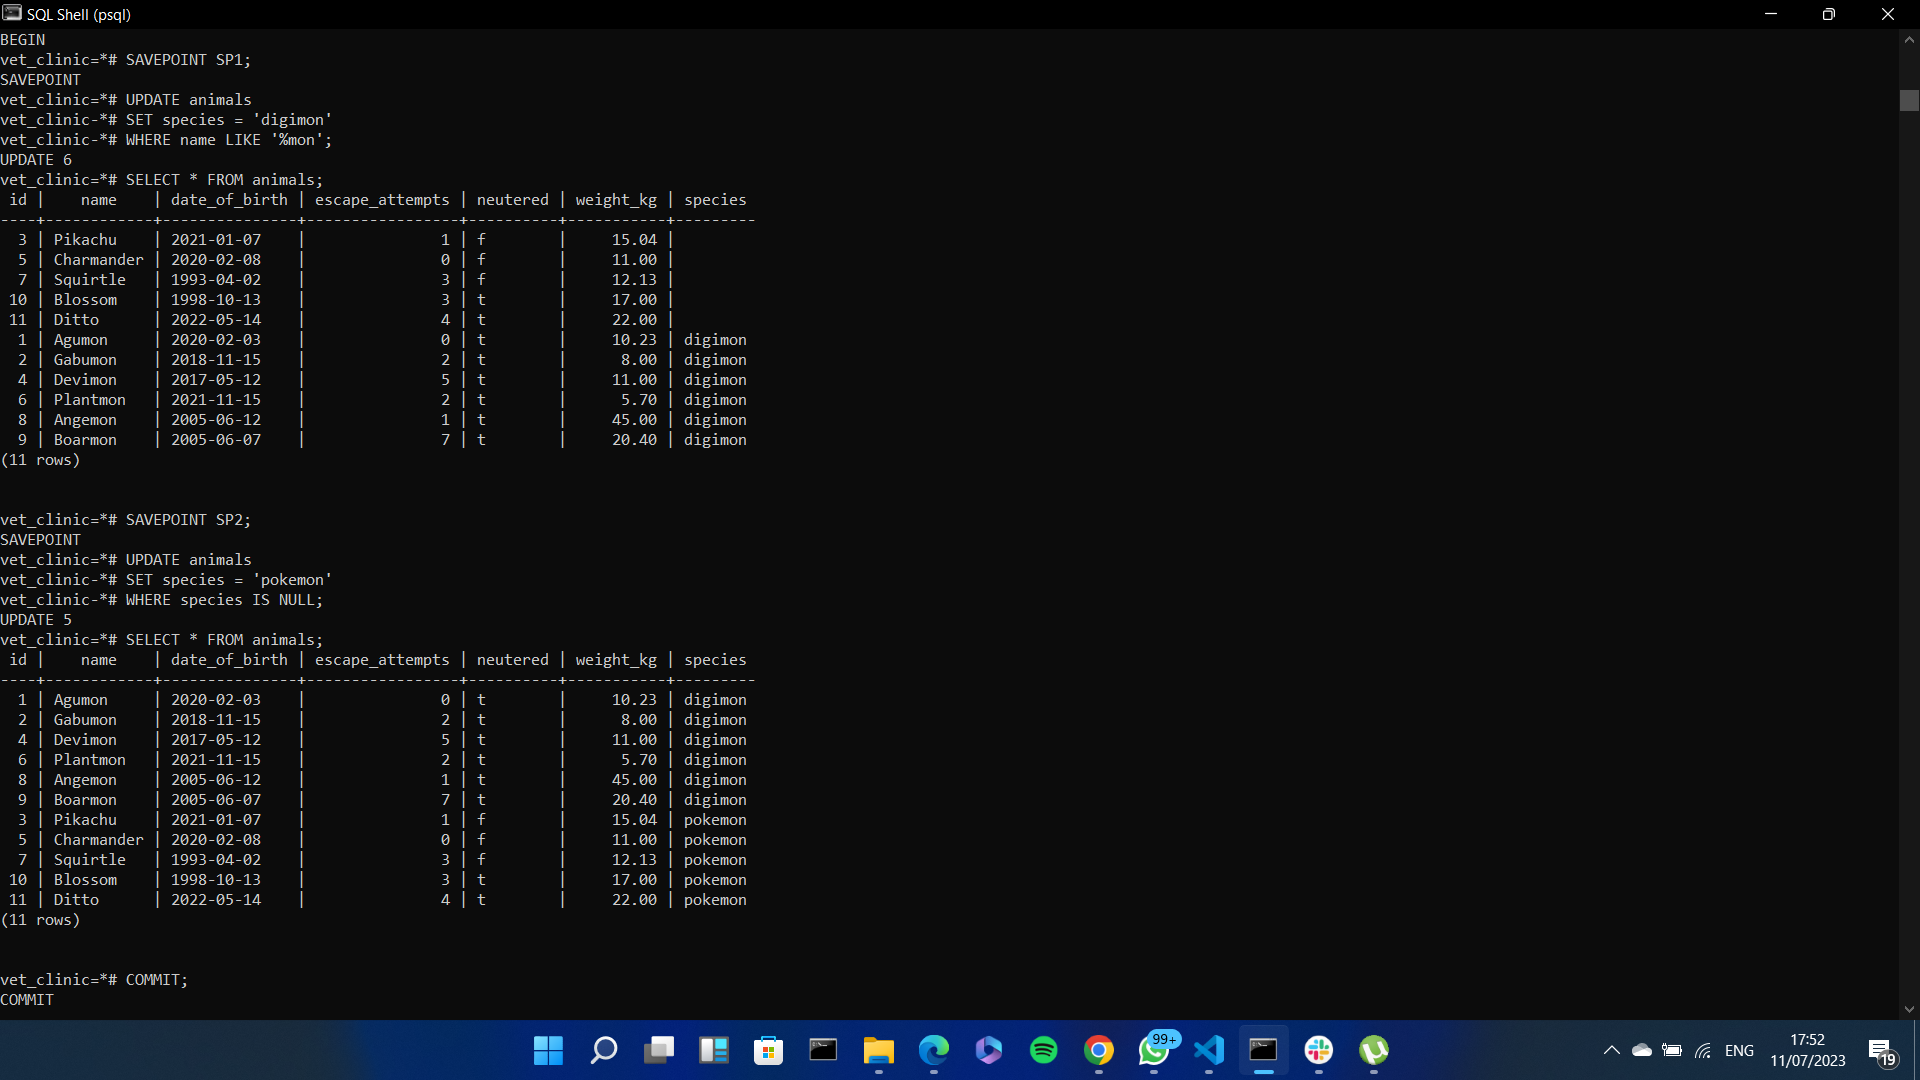 SQL Shell (psql)
BEGIN
vet_clinic=*# SAVEPOINT SP1;
SAVEPOINT
vet_clinic=*# UPDATE animals
vet_clinic-*# SET species = 'digimon'
vet_clinic-*# WHERE name LIKE '%mon';
UPDATE 6
vet_clinic=*# SELECT * FROM animals;
 id |    name    | date_of_birth | escape_attempts | neutered | weight_kg | species
----+------------+---------------+-----------------+----------+-----------+---------
  3 | Pikachu    | 2021-01-07    |               1 | f        |     15.04 |
  5 | Charmander | 2020-02-08    |               0 | f        |     11.00 |
  7 | Squirtle   | 1993-04-02    |               3 | f        |     12.13 |
 10 | Blossom    | 1998-10-13    |               3 | t        |     17.00 |
 11 | Ditto      | 2022-05-14    |               4 | t        |     22.00 |
  1 | Agumon     | 2020-02-03    |               0 | t        |     10.23 | digimon
  2 | Gabumon    | 2018-11-15    |               2 | t        |      8.00 | digimon
  4 | Devimon    | 2017-05-12    |               5 | t        |     11.00 | digimon
  6 | Plantmon   | 2021-11-15    |               2 | t        |      5.70 | digimon
  8 | Angemon    | 2005-06-12    |               1 | t        |     45.00 | digimon
  9 | Boarmon    | 2005-06-07    |               7 | t        |     20.40 | digimon
(11 rows)
vet_clinic=*# SAVEPOINT SP2;
SAVEPOINT
vet_clinic=*# UPDATE animals
vet_clinic-*# SET species = 'pokemon'
vet_clinic-*# WHERE species IS NULL;
UPDATE 5
vet_clinic=*# SELECT * FROM animals;
 id |    name    | date_of_birth | escape_attempts | neutered | weight_kg | species
----+------------+---------------+-----------------+----------+-----------+---------
  1 | Agumon     | 2020-02-03    |               0 | t        |     10.23 | digimon
  2 | Gabumon    | 2018-11-15    |               2 | t        |      8.00 | digimon
  4 | Devimon    | 2017-05-12    |               5 | t        |     11.00 | digimon
  6 | Plantmon   | 2021-11-15    |               2 | t        |      5.70 | digimon
  8 | Angemon    | 2005-06-12    |               1 | t        |     45.00 | digimon
  9 | Boarmon    | 2005-06-07    |               7 | t        |     20.40 | digimon
  3 | Pikachu    | 2021-01-07    |               1 | f        |     15.04 | pokemon
  5 | Charmander | 2020-02-08    |               0 | f        |     11.00 | pokemon
  7 | Squirtle   | 1993-04-02    |               3 | f        |     12.13 | pokemon
 10 | Blossom    | 1998-10-13    |               3 | t        |     17.00 | pokemon
 11 | Ditto      | 2022-05-14    |               4 | t        |     22.00 | pokemon
(11 rows)
vet_clinic=*# COMMIT;
COMMIT
99+
ENG
17:52
11/07/2023
19